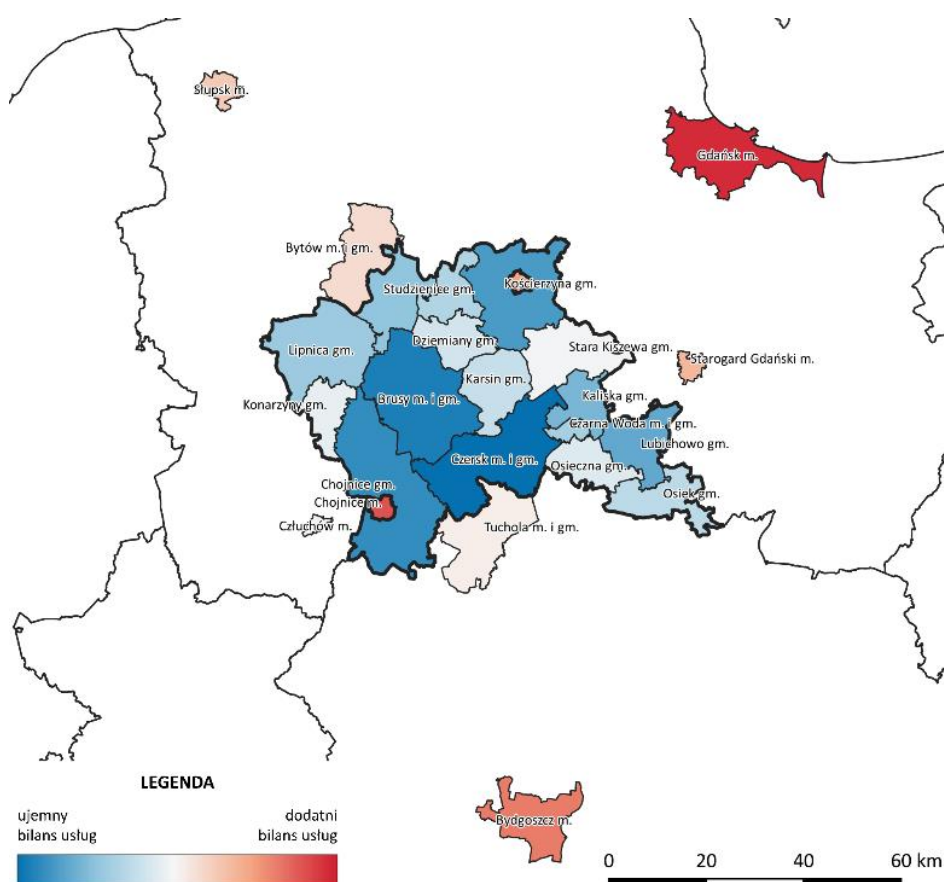 Słupsk m.
Gdańsk m.
Bytów m. i gm.
Kościerzyna gm.
Studzienice gm.
Dziemiany gm.
Stara Kiszewa gm.
Lipnica gm.
Starogard Gdański m.
Karsin gm.
Kaliska gm.
Brusy m. i gm.
Konarzyny gm.
Czarna Woda m. i gm.
Lubichowo gm.
Czersk m. i gm.
Osieczna gm.
Chojnice gm.
Osiek gm.
Chojnice m.
Człuchów m.
Tuchola m. i gm.
LEGENDA
ujemny
bilans usług
dodatni
bilans usług
Bydgoszcz m.
0 20 40 60 km